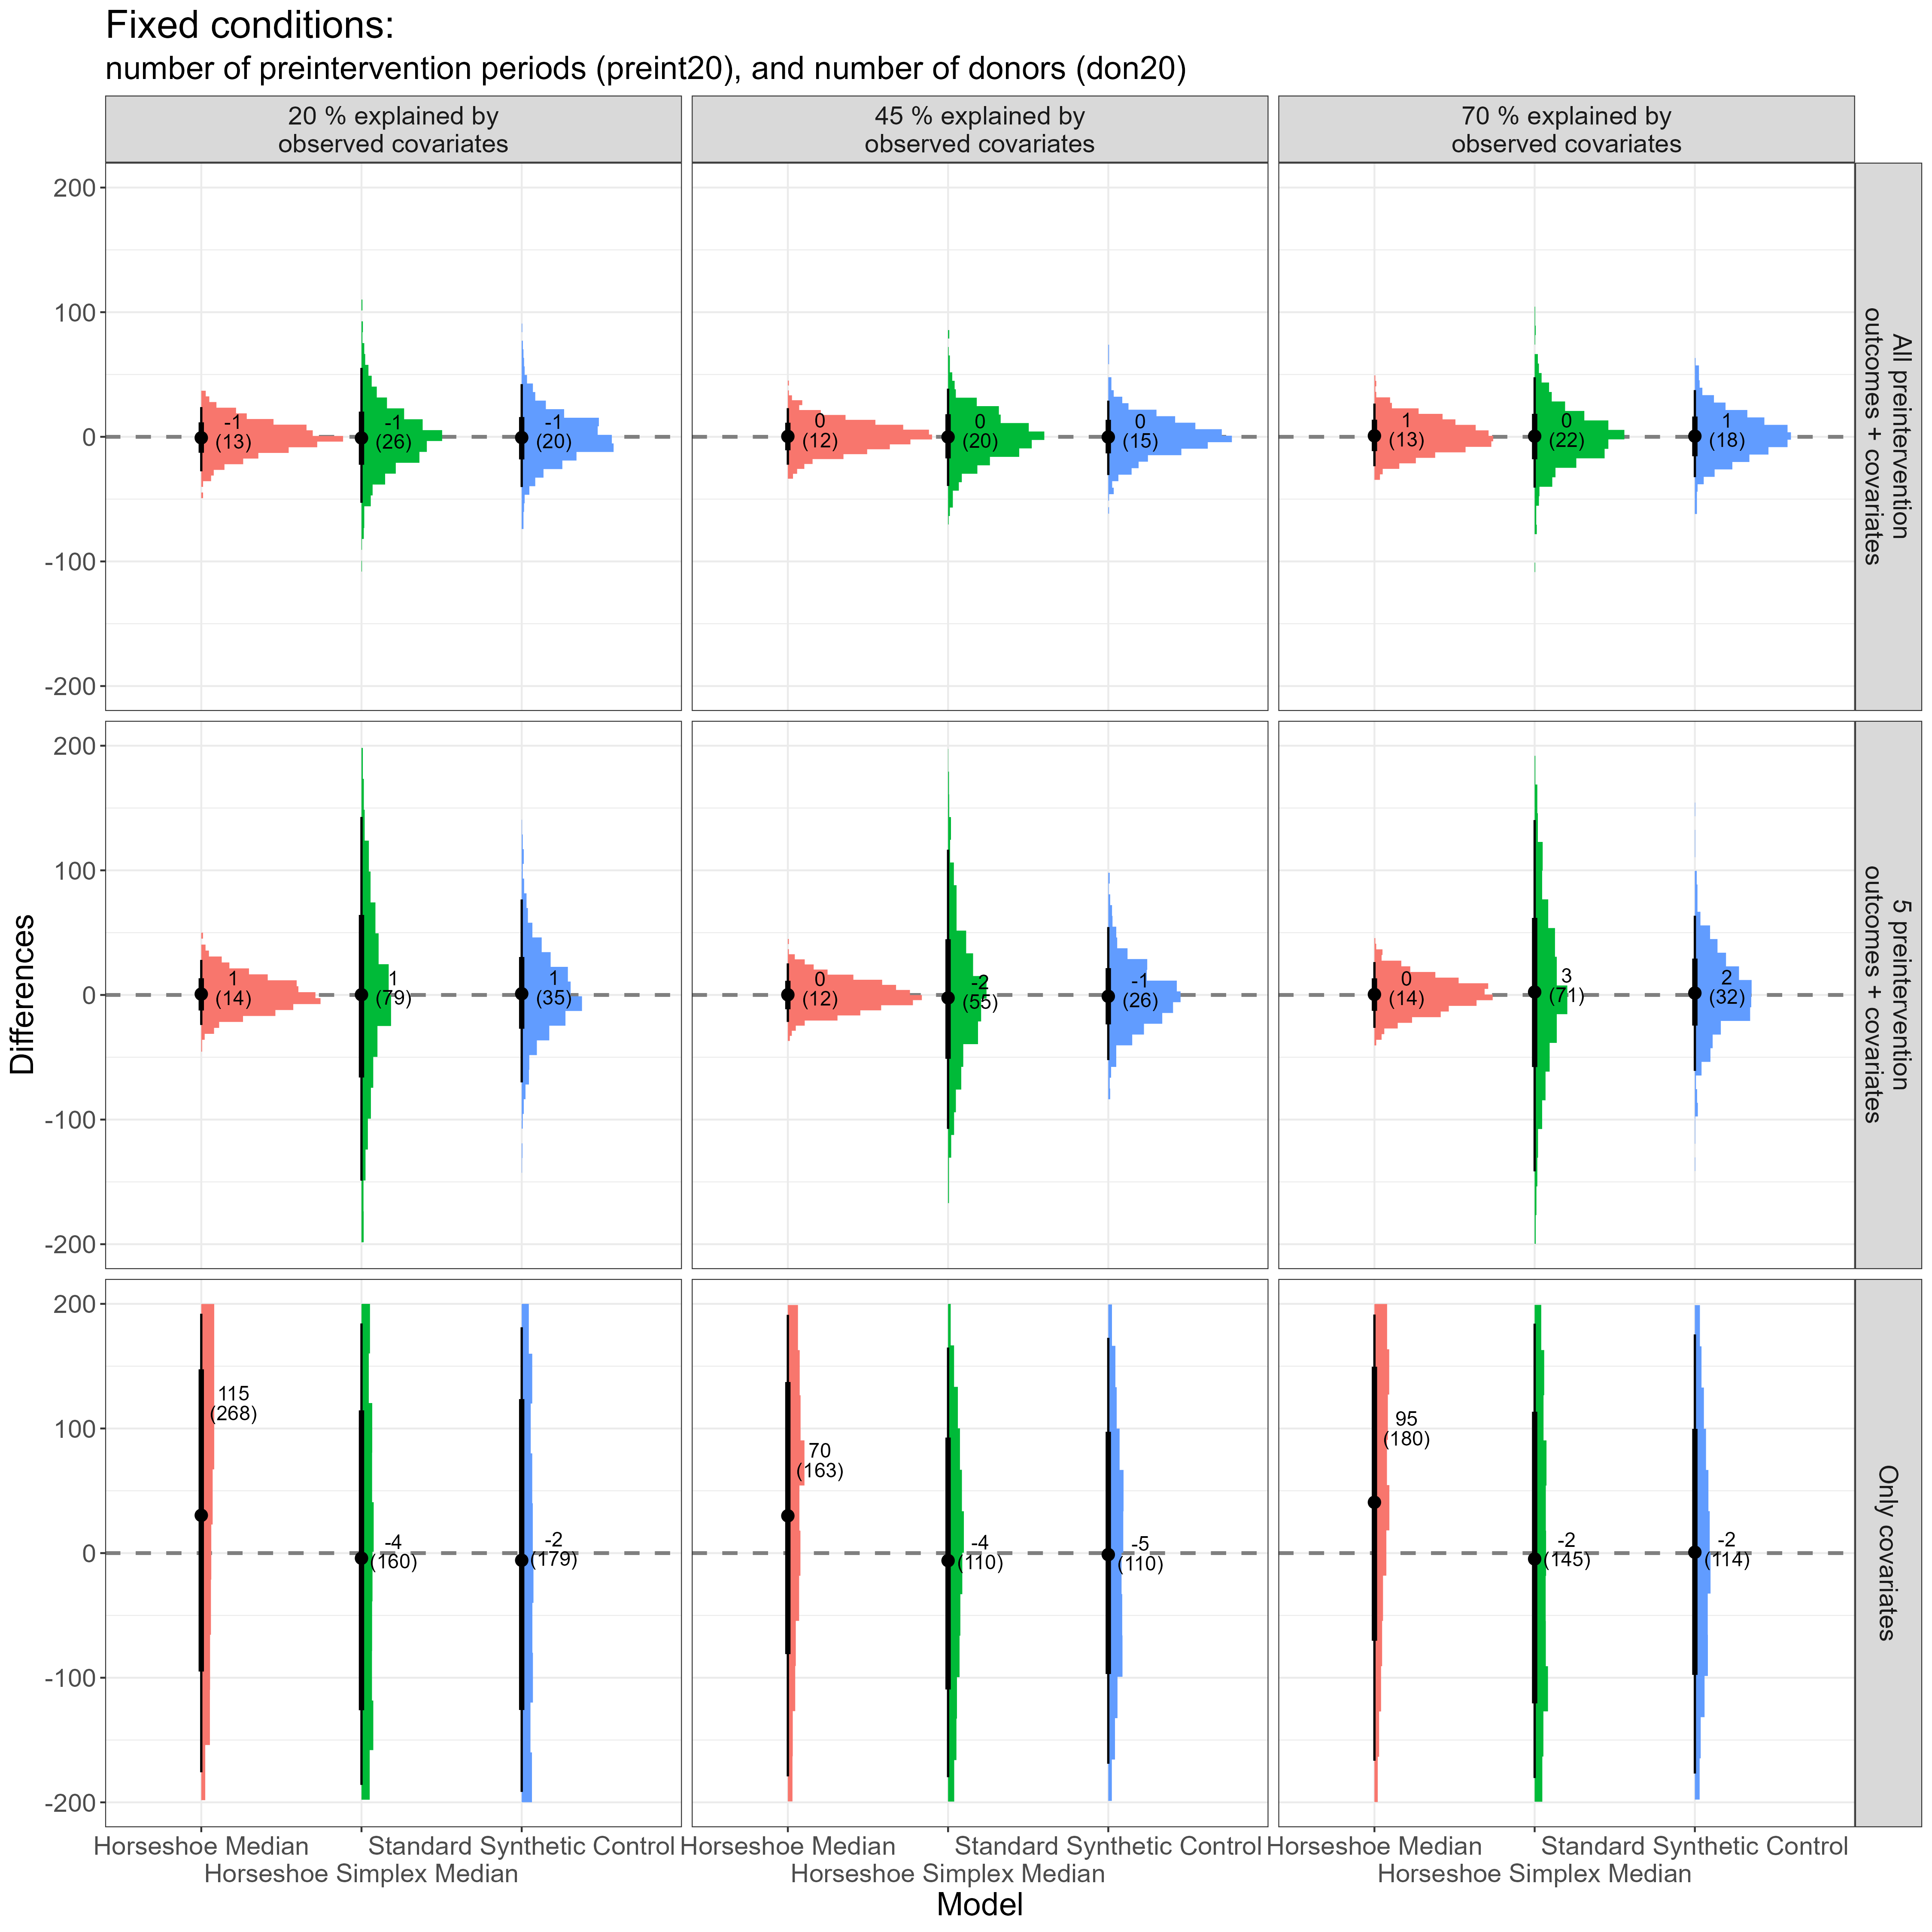 Fixed conditions:
number of preintervention periods (preint20), and number of donors (don20)
20 % explained by
observed covariates
45 % explained by
observed covariates
70 % explained by
observed covariates
200
100
0
-100
-200
-1
(13)
-1
(26)
-1
(20)
0
(12)
0
(20)
0
(15)
1
(13)
0
(22)
1
(18)
All preintervention
outcomes + covariates
Differences
200
100
0
-100
-200
1
(14)
1
(79)
1
(35)
0
(12)
-2
(55)
-1
(26)
0
(14)
3
(71)
2
(32)
5 preintervention
outcomes + covariates
200
100
0
-100
-200
115
(268)
-4
(160)
-2
(179)
70
(163)
-4
(110)
-5
(110)
95
(180)
-2
(145)
-2
(114)
Only covariates
Horseshoe Median
Horseshoe Simplex Median
Standard Synthetic Control
Horseshoe Median
Horseshoe Simplex Median
Standard Synthetic Control
Horseshoe Median
Horseshoe Simplex Median
Standard Synthetic Control
Model